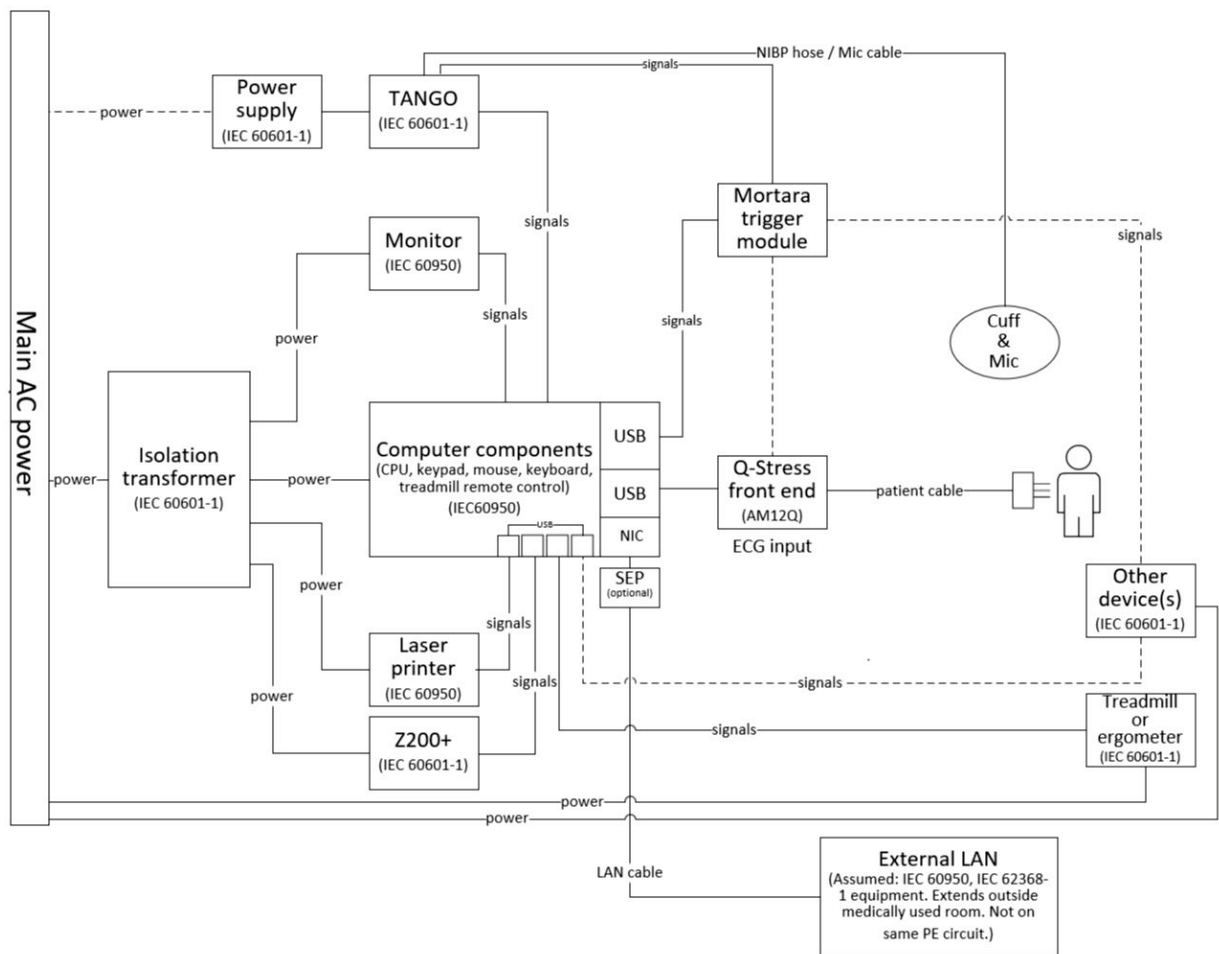 NIBP hose / Mic cable
signals
Power
supply
(IEC 60601-1)
TANGO
(IEC 60601-1)
power
Mortara
trigger
module
signals
signals
Monitor
(IEC 60950)
signals
signals
power
Cuff
&
Mic
Main AC power
Isolation
transformer
(IEC 60601-1)
power
power
Computer components
(CPU, keypad, mouse, keyboard,
treadmill remote control)
(IEC60950)
USB
USB
USB
NIC
Q-Stress
front end
(AM12Q)
ECG input
patient cable
SEP
(optional)
Other
device(s)
(IEC 60601-1)
power
signals
Laser
printer
(IEC 60950)
signals
signals
power
Z200+
(IEC 60601-1)
signals
Treadmill
or
ergometer
(IEC 60601-1)
power
power
LAN cable
External LAN
(Assumed: IEC 60950, IEC 62368-
1 equipment. Extends outside
medically used room. Not on
same PE circuit.)